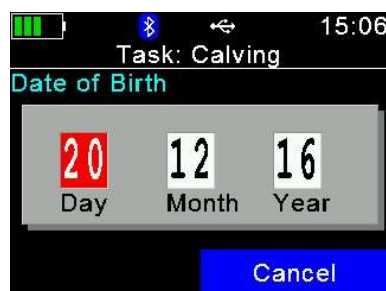 15:06
Task: Calving
Date of Birth
20 12 16
Day Month Year
Cancel